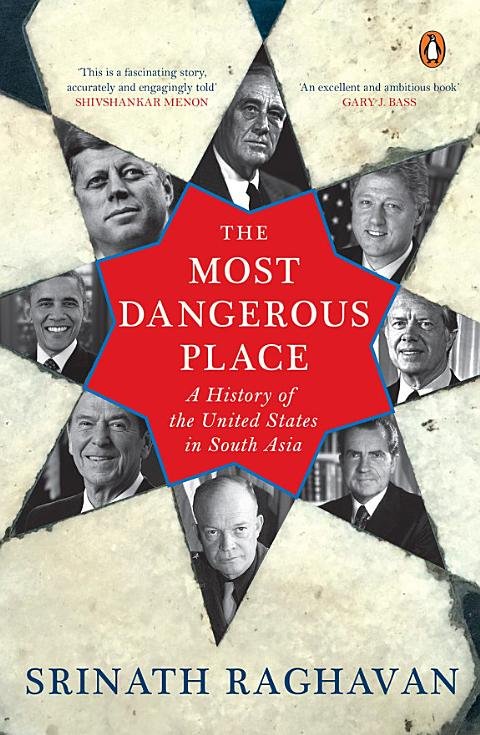 'This is a fascinating story,
accurately and engagingly told'
SHIVSHANKAR MENON
'An excellent and ambitious book'
GARY J. BASS
THE
MOST
DANGEROUS
PLACE
A History of
the United States
in South Asia
SRINATH RAGHAVAN